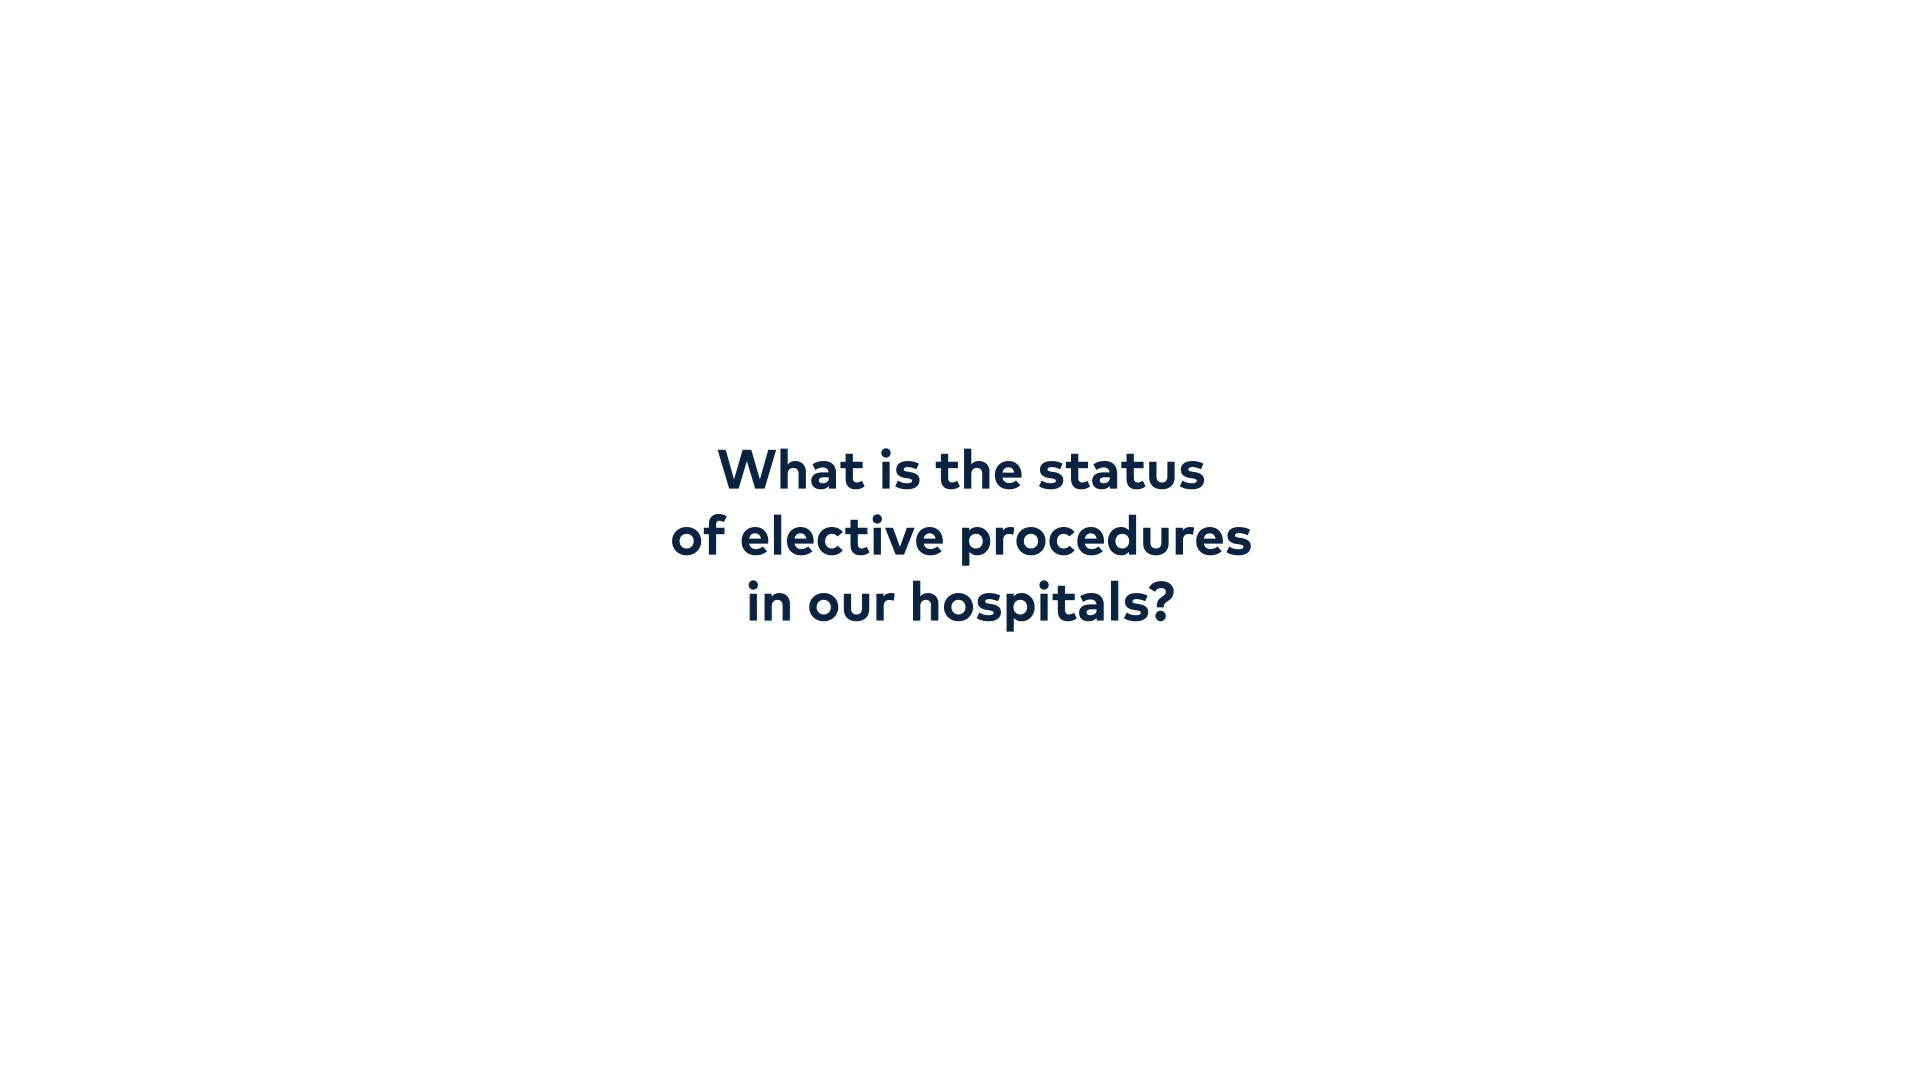 What is the status
of elective procedures
in our hospitals?